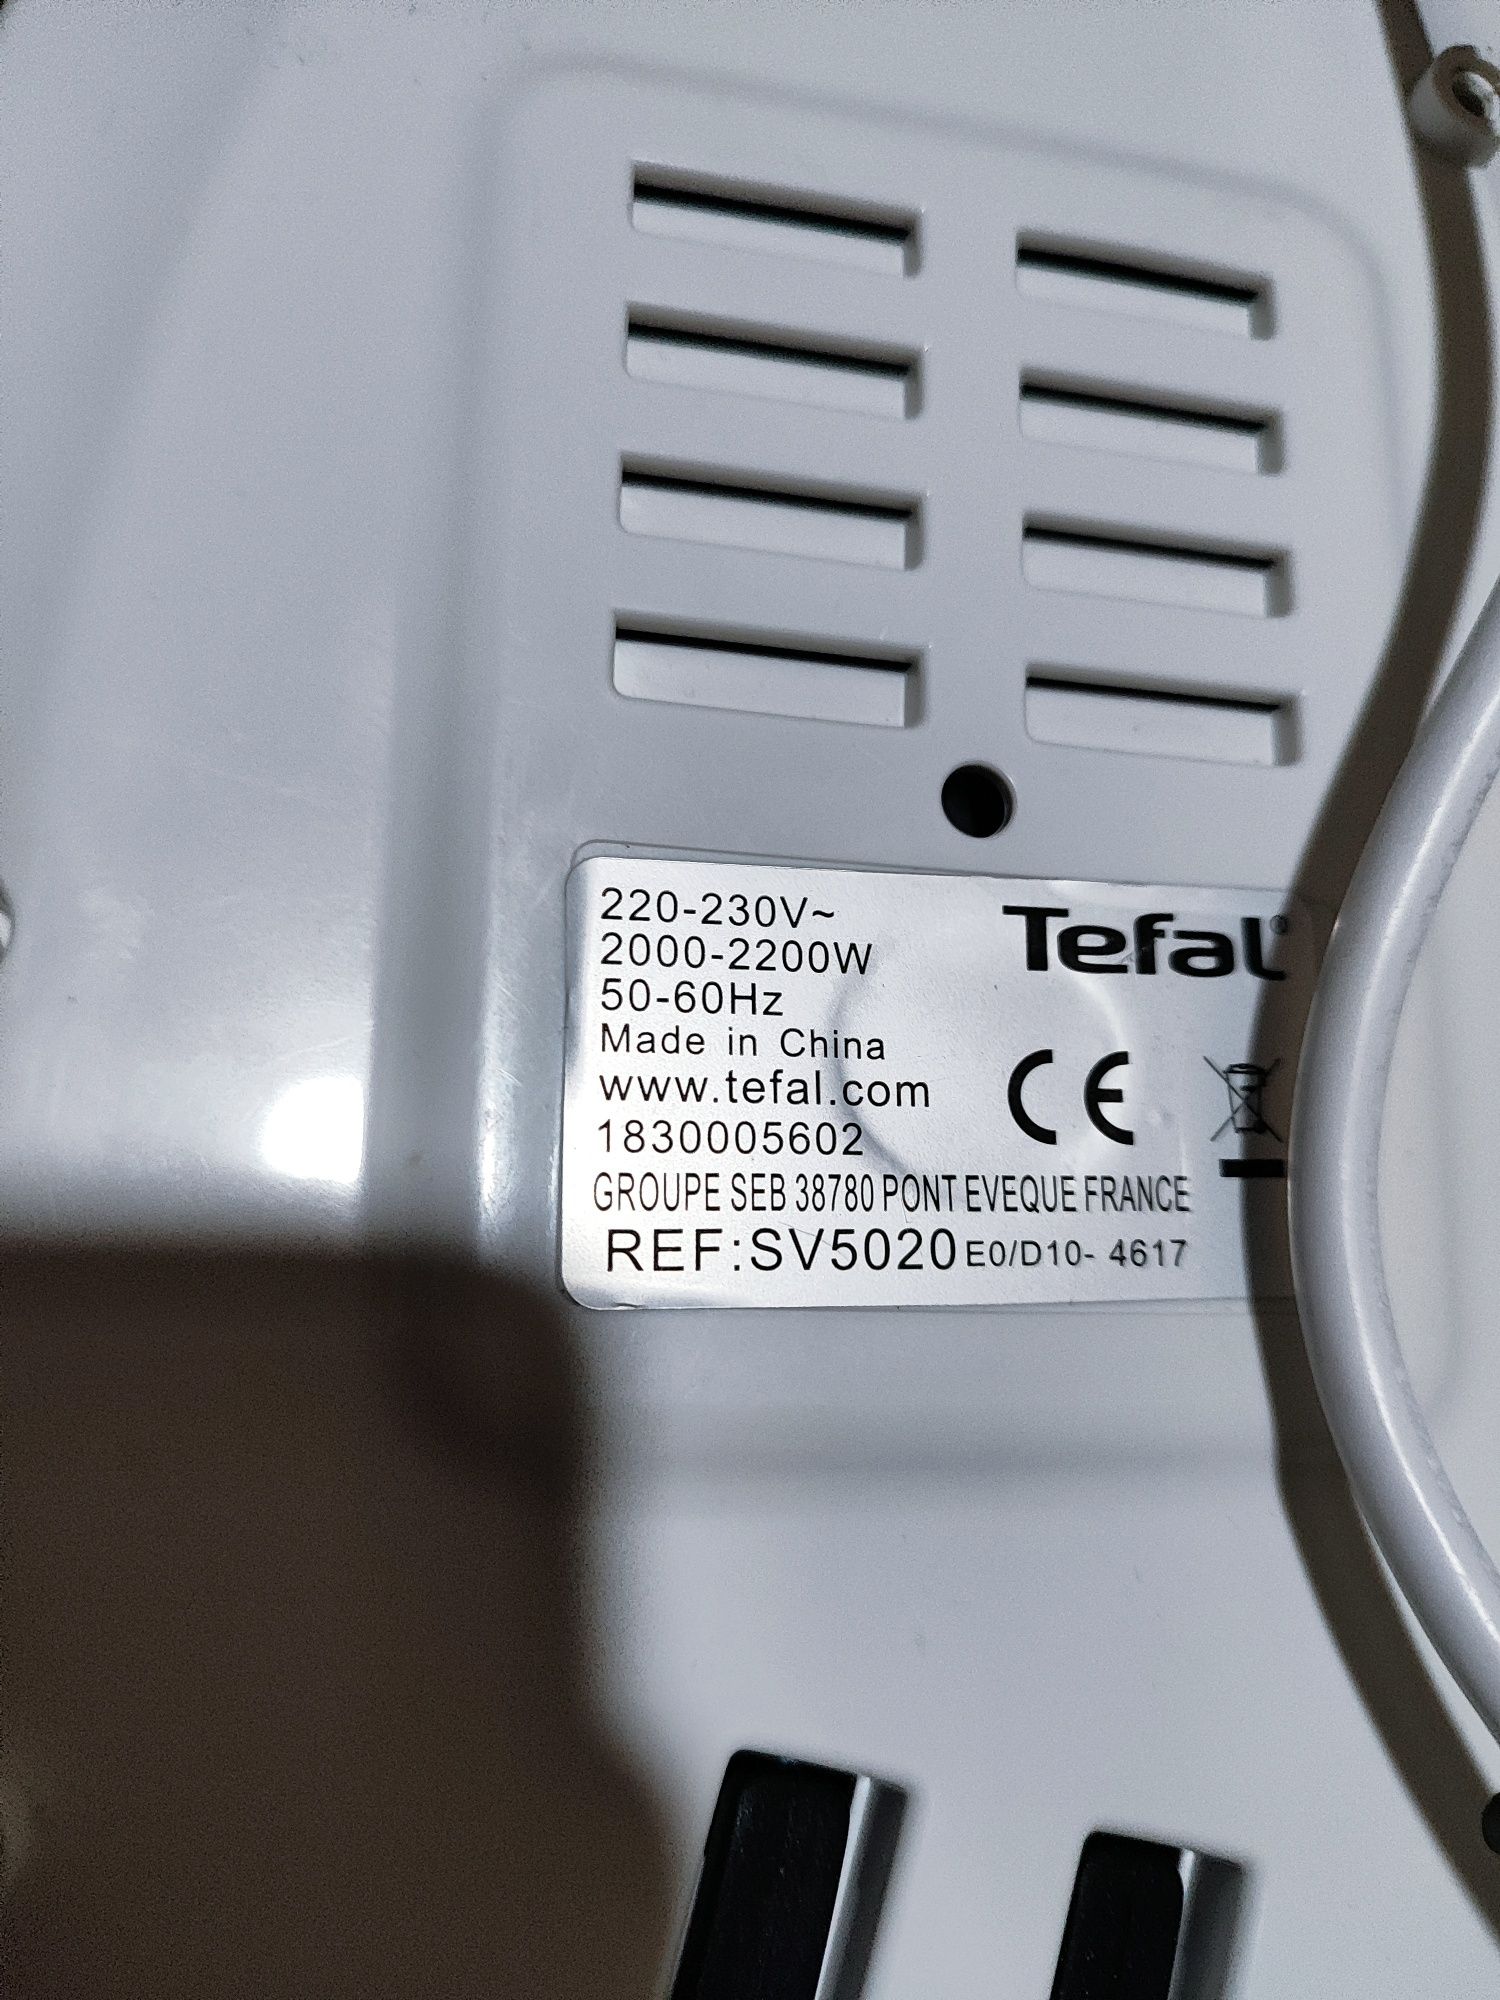 220-230V~
2000-2200W
50-60Hz
Made in China
www.tefal.com
1830005602
GROUPE SEB 38780 PONT EVEQUE FRANCE
REF:SV5020 E0/D10- 4617
Tefal®
CE